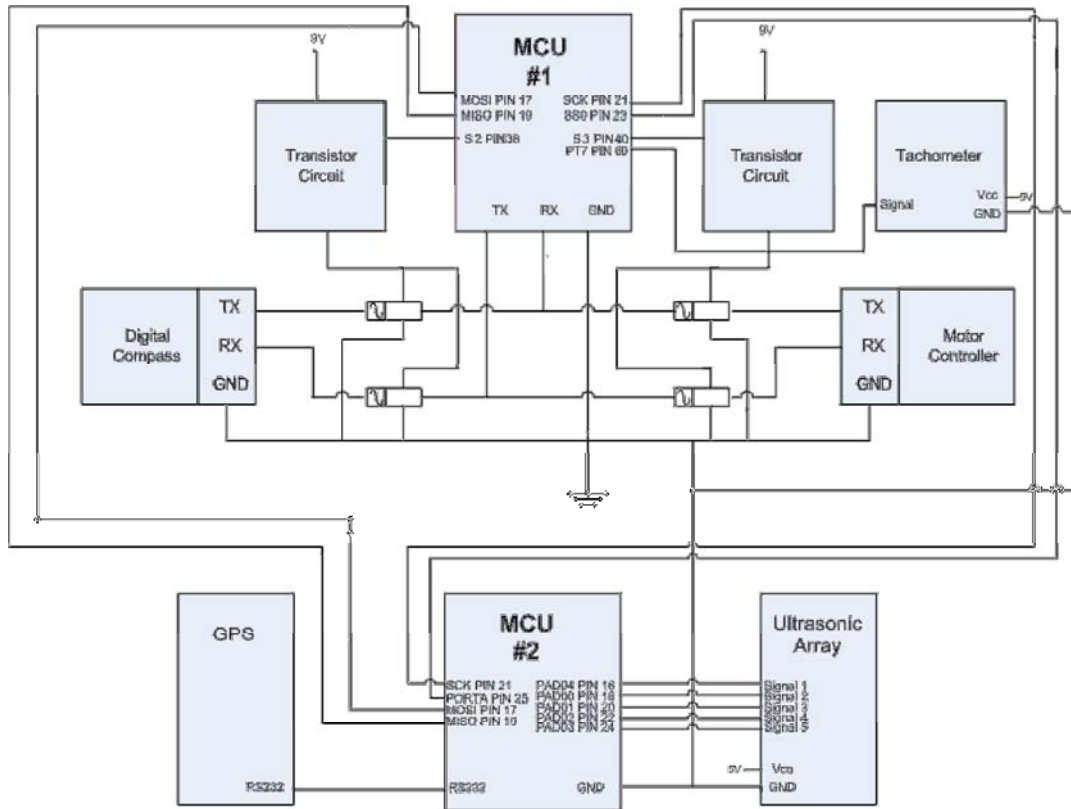 MCU
#1
MOSI PIN 17
MISO PIN 19
S2 PIN38
SCK PIN 21
SS0 PIN 23
S3 PIN40
PT7 PIN 69
TX
RX
GND
9V
Transistor
Circuit
9V
Transistor
Circuit
Tachometer
Signal
Vcc
5V
GND
Digital
Compass
TX
RX
GND
TX
RX
GND
Motor
Controller
GPS
RS232
MCU
#2
SCK PIN 21
PORTA PIN 25
MOSI PIN 17
MISO PIN 19
RS232
PAD04 PIN 16
PAD00 PIN 18
PAD01 PIN 20
PAD02 PIN 22
PAD03 PIN 24
GND
Ultrasonic
Array
Signal 1
Signal 2
Signal 3
Signal 4
Signal 5
5V
Vcc
GND